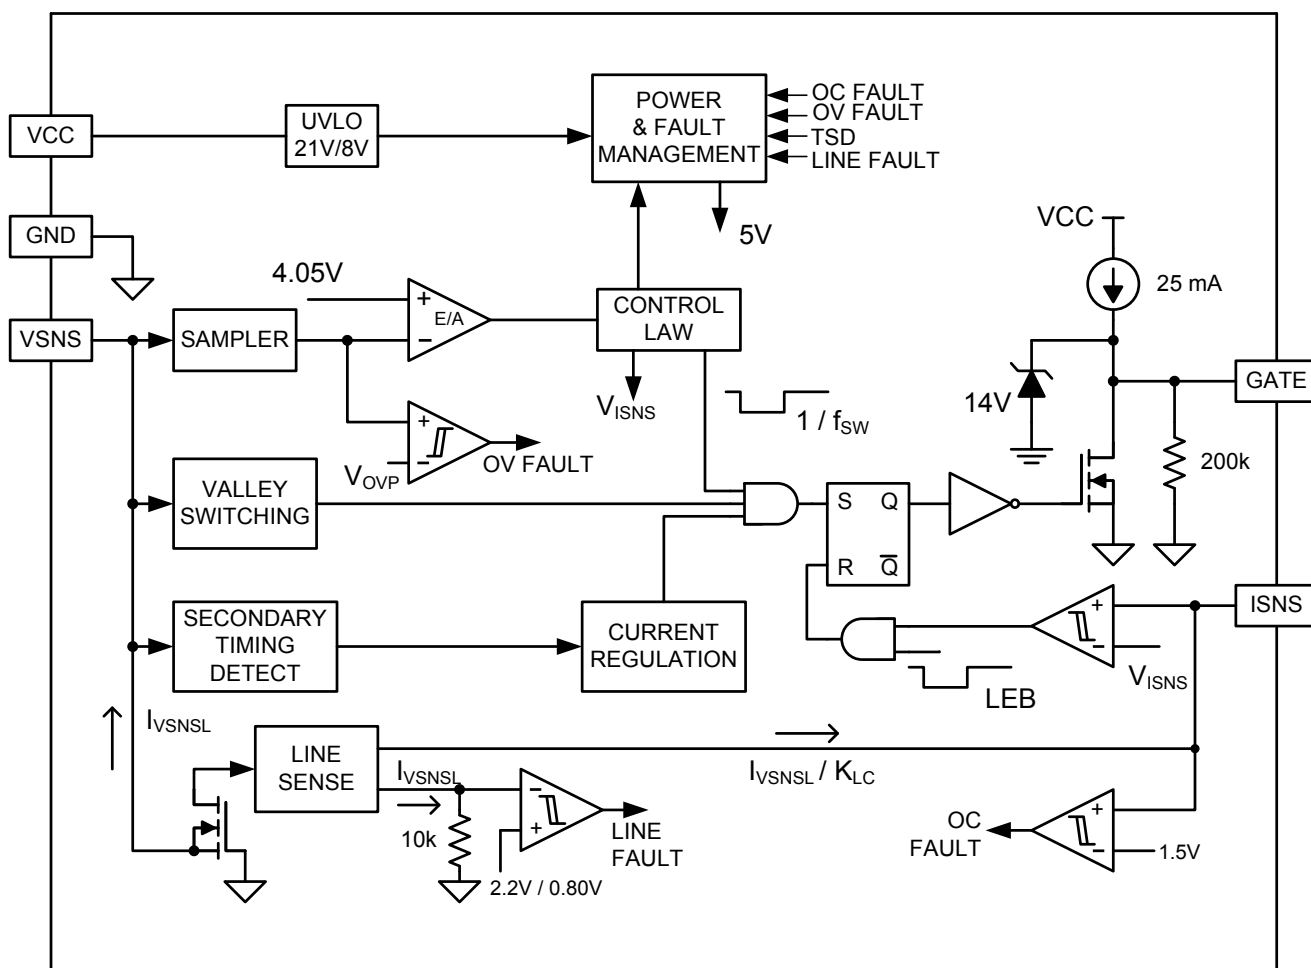 VCC
UVLO
21V/8V
POWER
& FAULT
MANAGEMENT
OC FAULT
OV FAULT
TSD
LINE FAULT
5V
GND
VSNS
SAMPLER
4.05V
+
E/A
−
CONTROL
LAW
V_ISNS
1 / f_SW
VCC
25 mA
14V
GATE
200k
+
−
V_OVP
OV FAULT
VALLEY
SWITCHING
S Q
R Q̅
SECONDARY
TIMING
DETECT
CURRENT
REGULATION
LEB
+
−
V_ISNS
ISNS
I_VSNSL
LINE
SENSE
I_VSNSL
10k
−
+
2.2V / 0.80V
LINE
FAULT
I_VSNSL / K_LC
OC
FAULT
+
−
1.5V